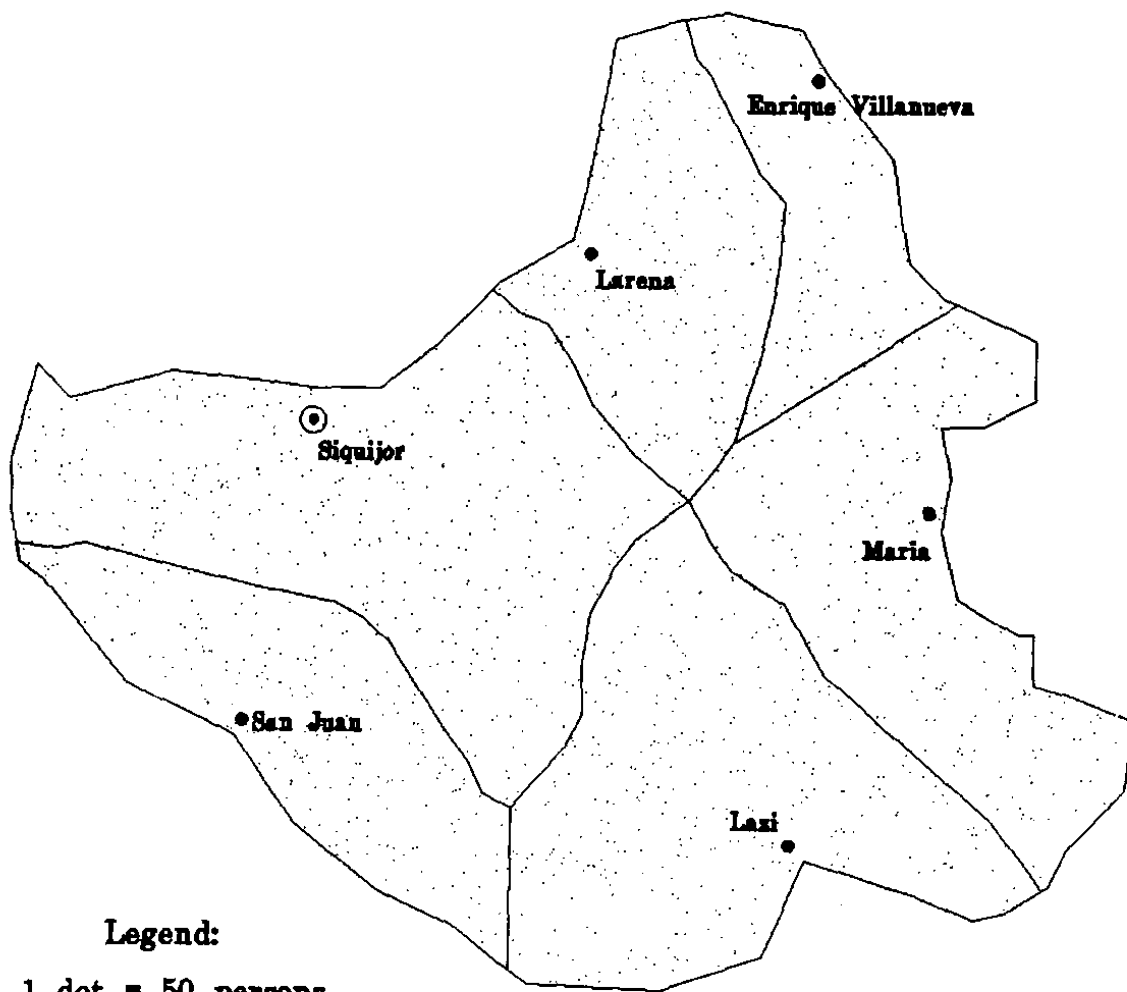 Enrique Villanueva
Larena
Siquijor
Maria
San Juan
Lazi
Legend:
1 dot = 50 persons